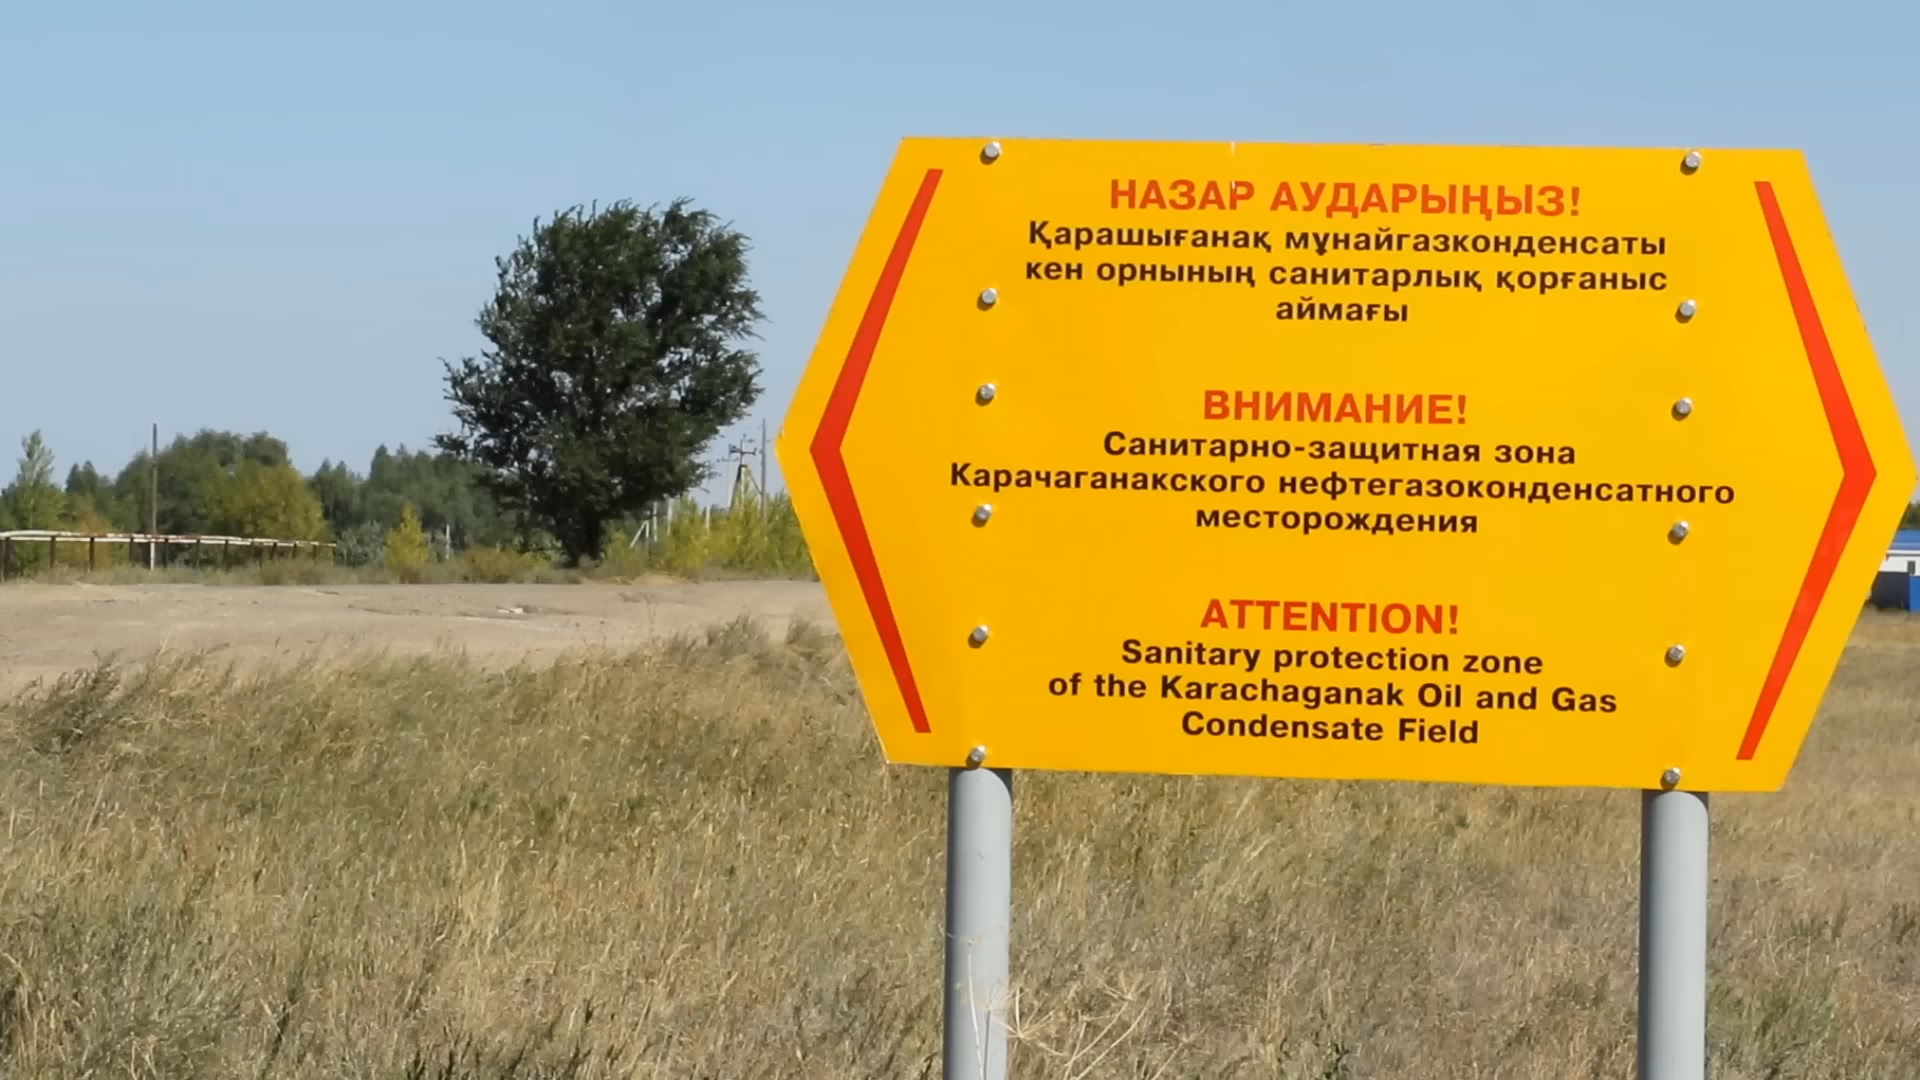 НАЗАР АУДАРЫҢЫЗ!
Қарашығанақ мұнайгазконденсаты
кен орнының санитарлық қорғаныс
аймағы
ВНИМАНИЕ!
Санитарно-защитная зона
Карачаганакского нефтегазоконденсатного
месторождения
ATTENTION!
Sanitary protection zone
of the Karachaganak Oil and Gas
Condensate Field